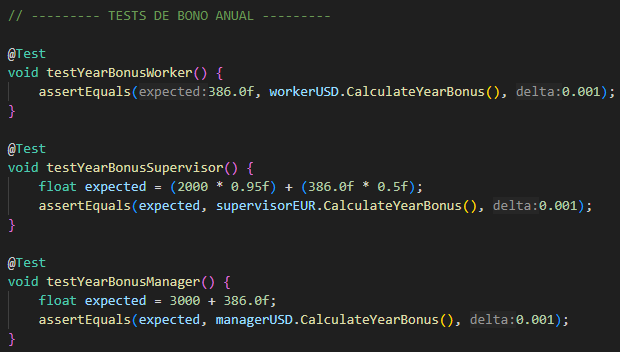 // --------- TESTS DE BONO ANUAL ---------
@Test
void testYearBonusWorker() {
assertEquals(expected:386.0f, workerUSD.CalculateYearBonus(), delta:0.001);
}
@Test
void testYearBonusSupervisor() {
float expected = (2000 * 0.95f) + (386.0f * 0.5f);
assertEquals(expected, supervisorEUR.CalculateYearBonus(), delta:0.001);
}
@Test
void testYearBonusManager() {
float expected = 3000 + 386.0f;
assertEquals(expected, managerUSD.CalculateYearBonus(), delta:0.001);
}